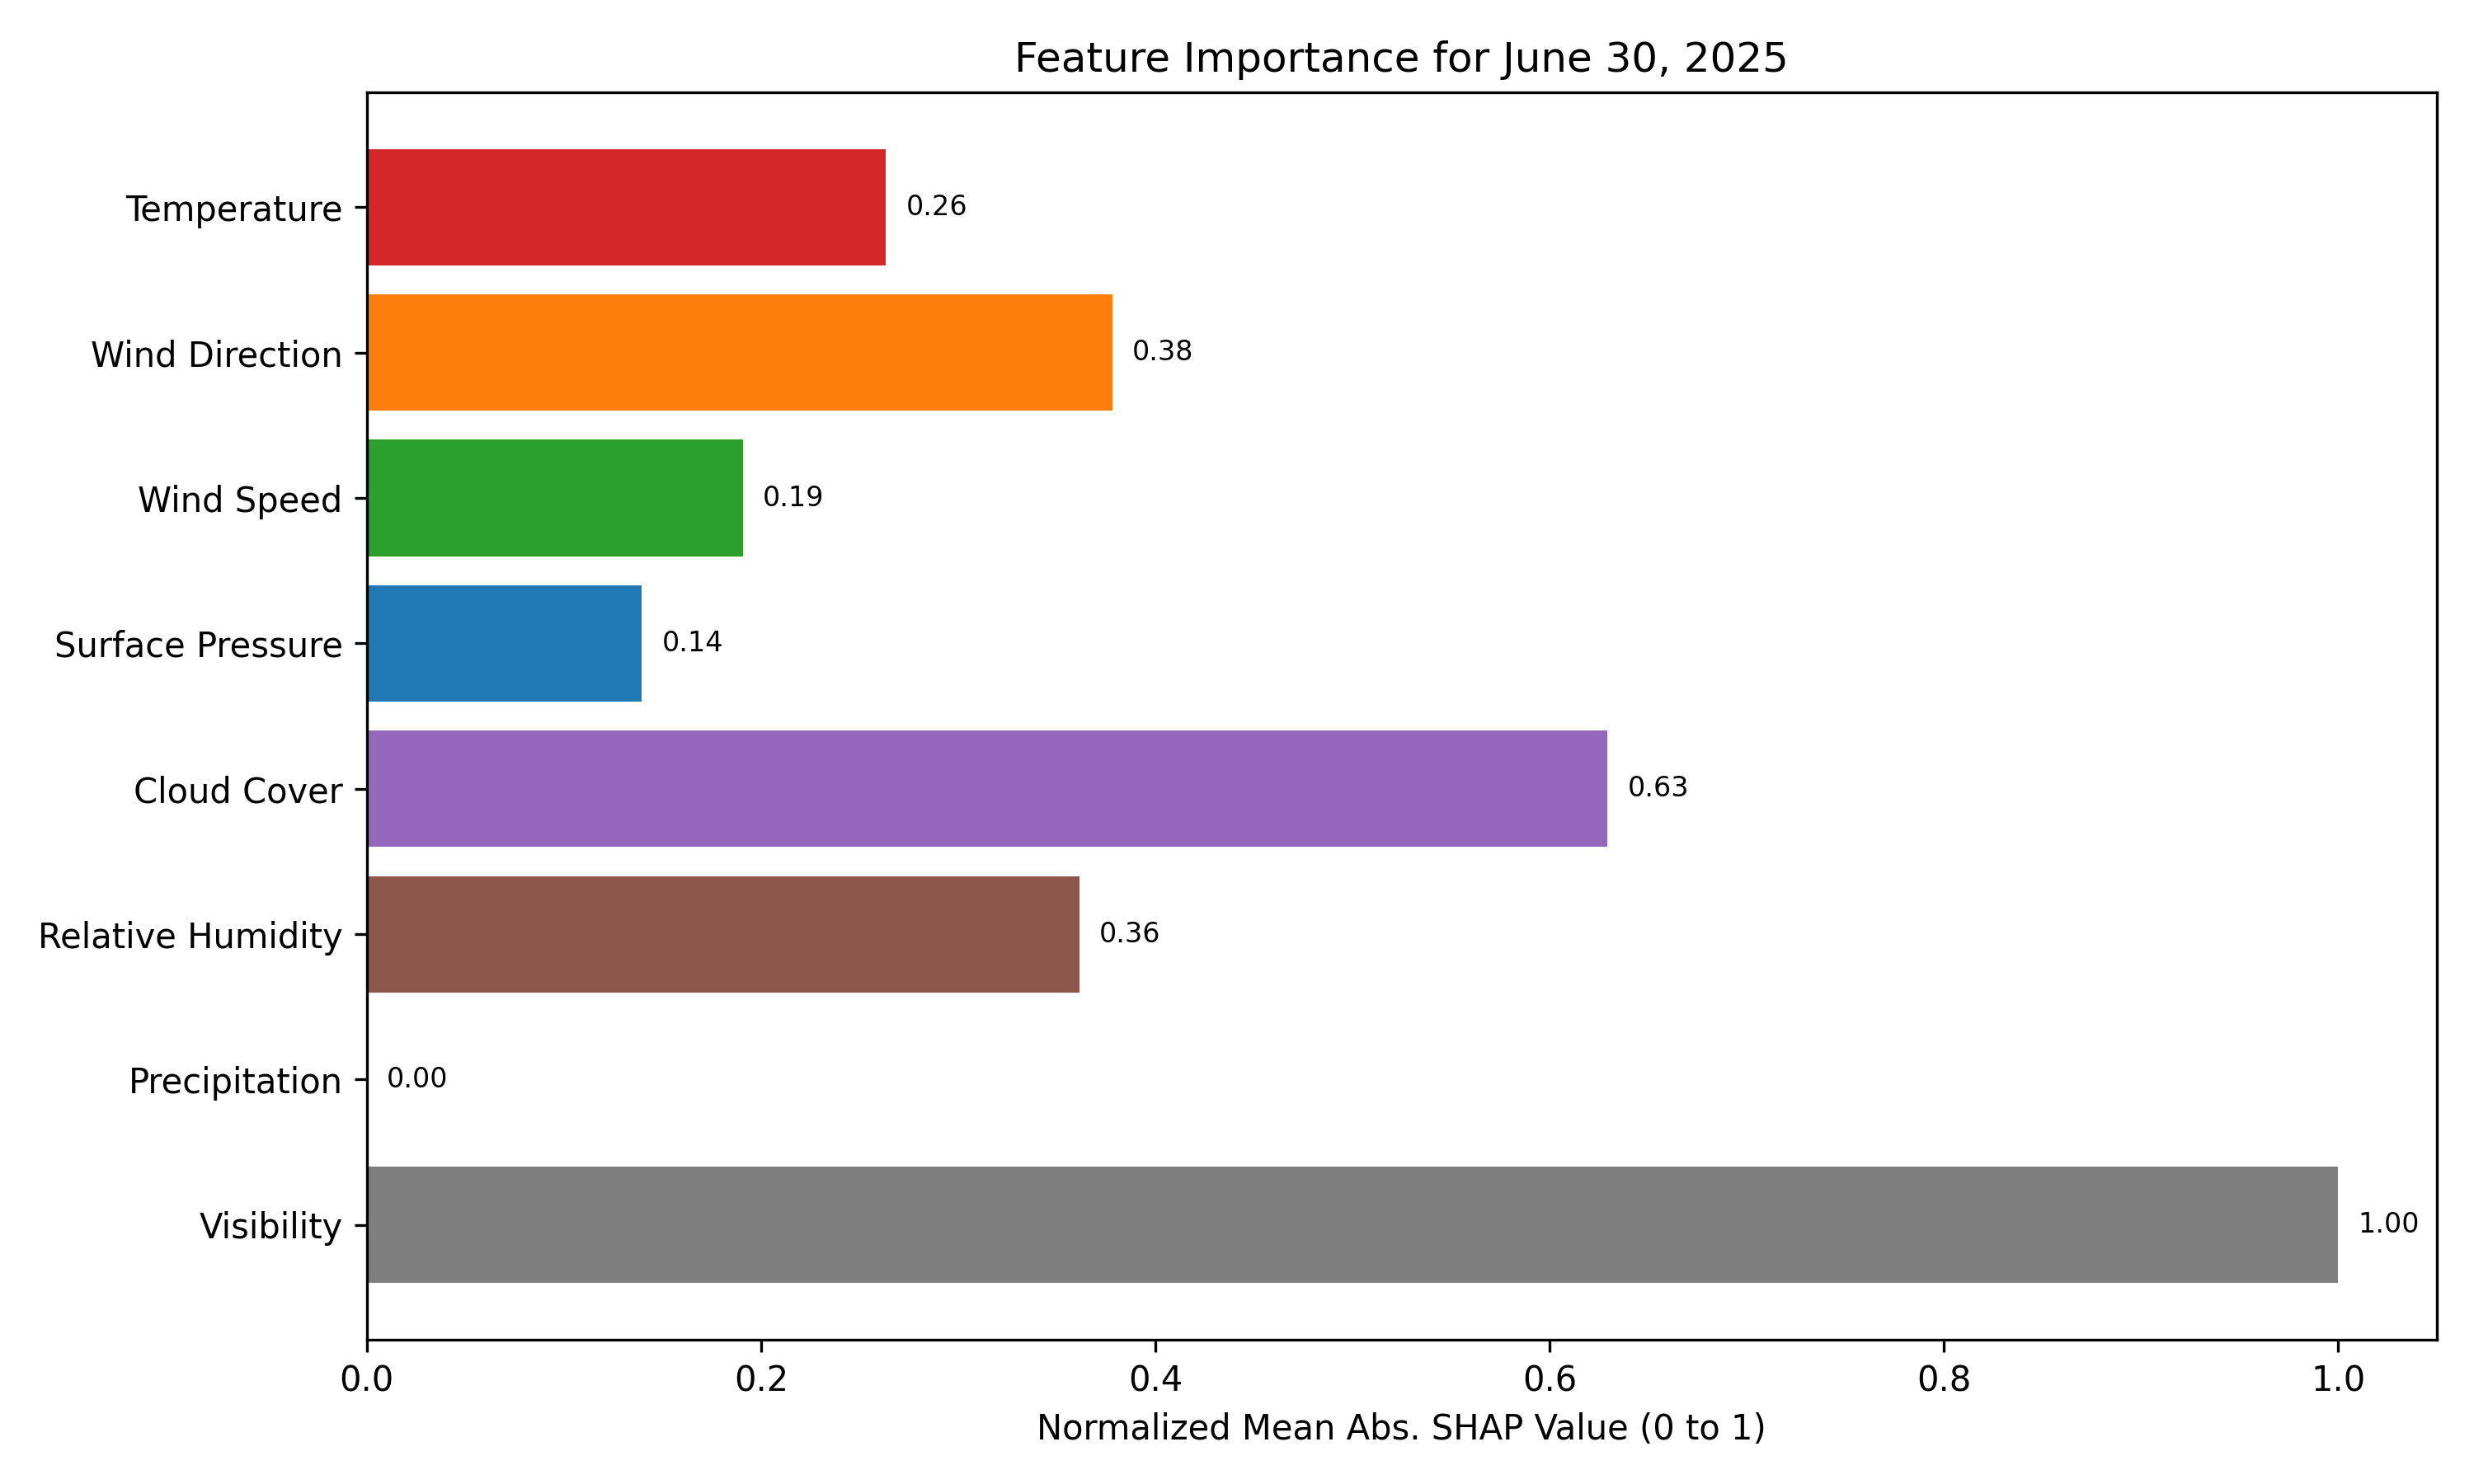 Feature Importance for June 30, 2025
Temperature
0.26
Wind Direction
0.38
Wind Speed
0.19
Surface Pressure
0.14
Cloud Cover
0.63
Relative Humidity
0.36
Precipitation
0.00
Visibility
1.00
0.0 0.2 0.4 0.6 0.8 1.0
Normalized Mean Abs. SHAP Value (0 to 1)